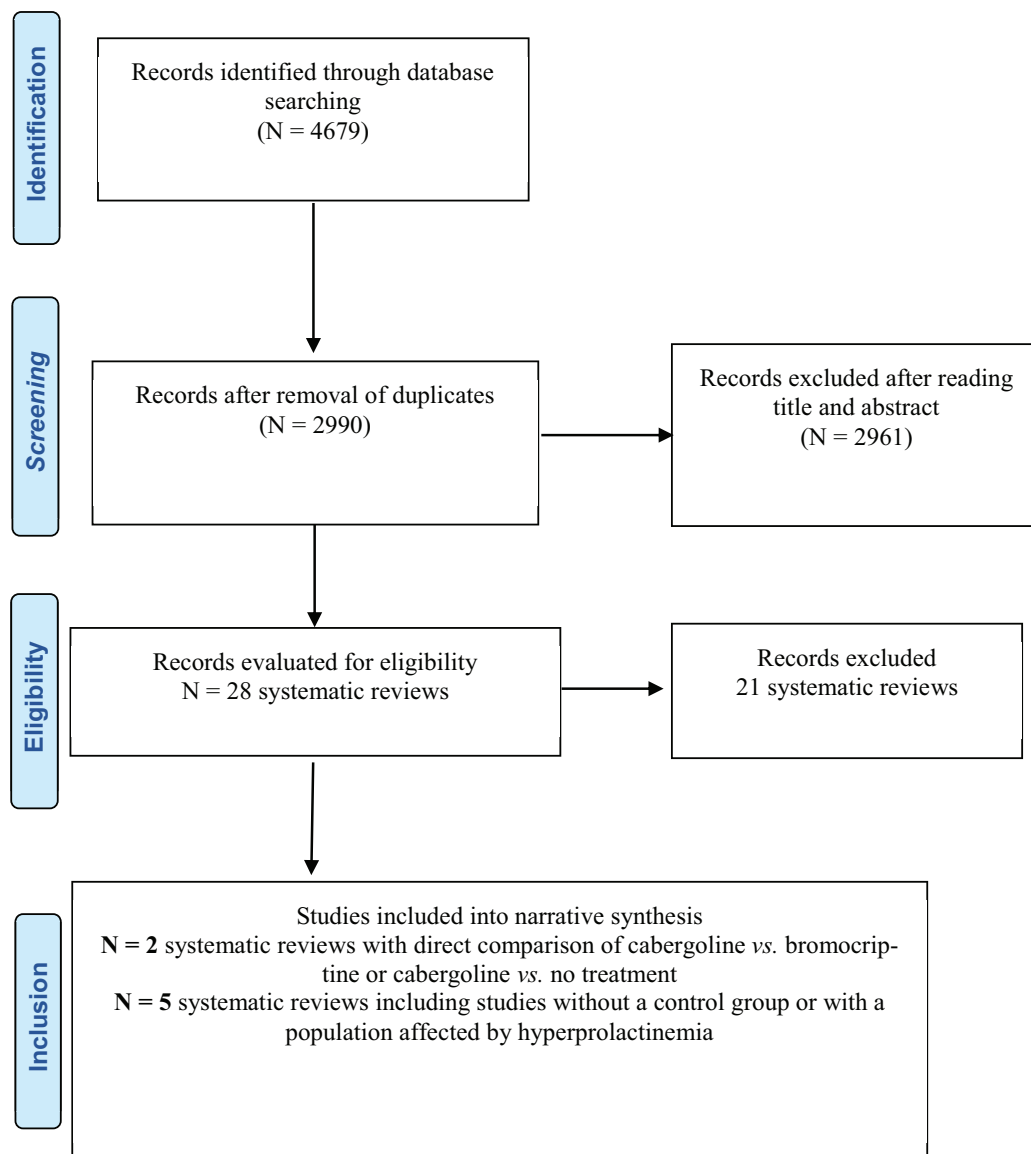 Identification
Records identified through database
searching
(N = 4679)
Screening
Records after removal of duplicates
(N = 2990)
Records excluded after reading
title and abstract
(N = 2961)
Eligibility
Records evaluated for eligibility
N = 28 systematic reviews
Records excluded
21 systematic reviews
Inclusion
Studies included into narrative synthesis
N = 2 systematic reviews with direct comparison of cabergoline vs. bromocrip-
tine or cabergoline vs. no treatment
N = 5 systematic reviews including studies without a control group or with a
population affected by hyperprolactinemia